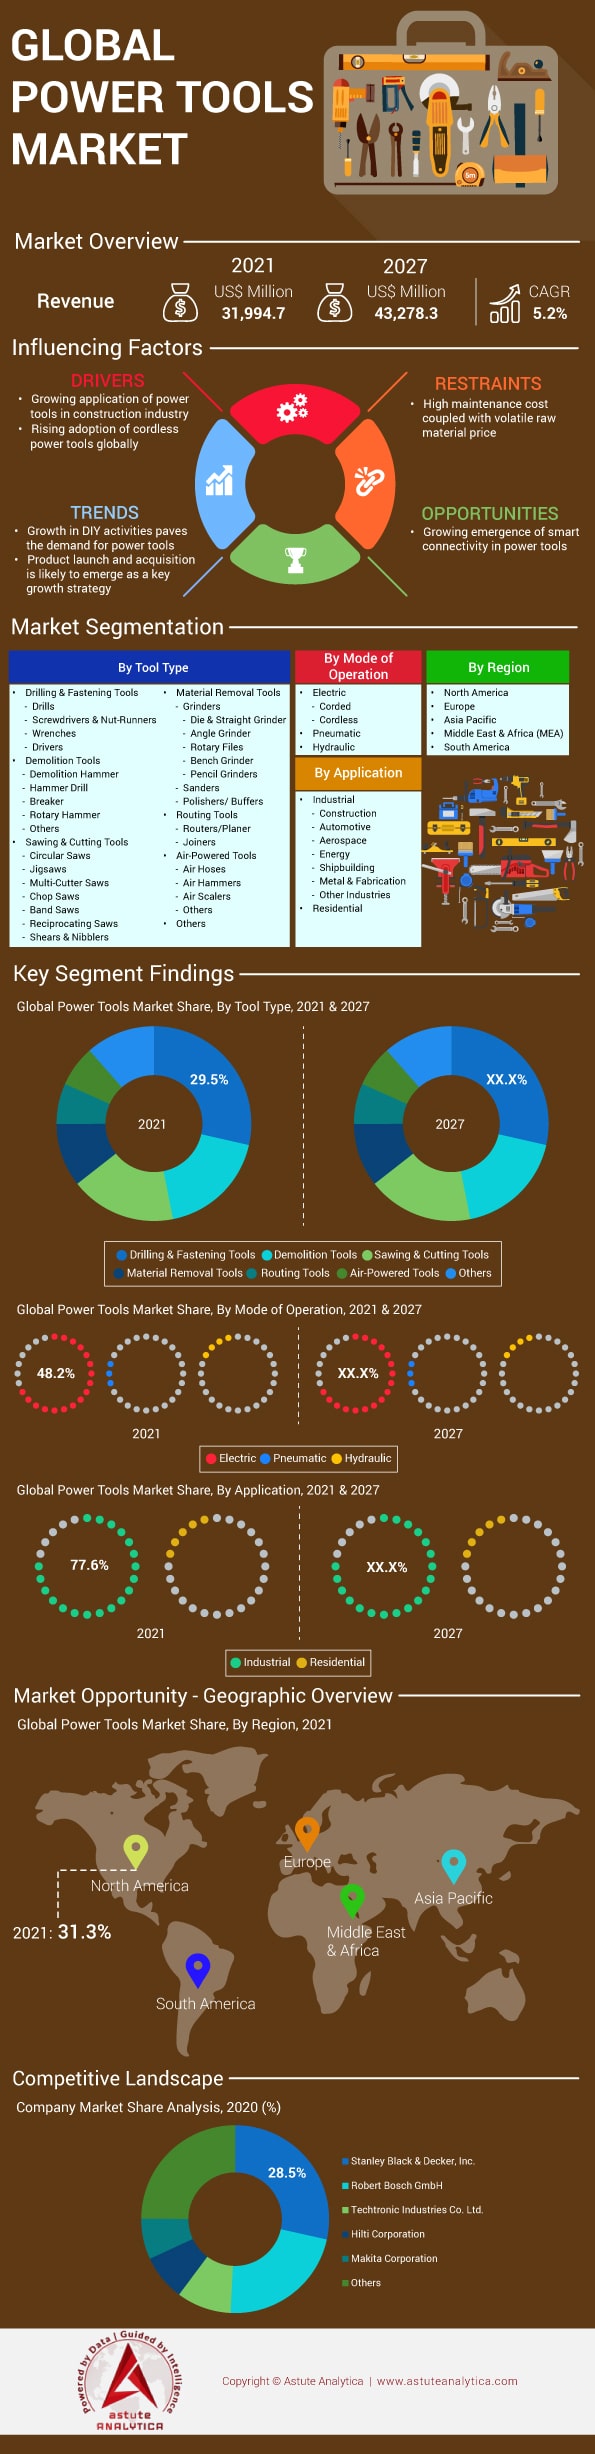 GLOBAL
POWER TOOLS
MARKET
6m
Market Overview
Revenue
2021
US$ Million
31,994.7
2027
US$ Million
43,278.3
CAGR
5.2%
Influencing Factors
DRIVERS
• Growing application of power
tools in construction industry
• Rising adoption of cordless
power tools globally
RESTRAINTS
• High maintenance cost
coupled with volatile raw
material price
TRENDS
• Growth in DIY activities paves
the demand for power tools
• Product launch and acquisition
is likely to emerge as a key
growth strategy
OPPORTUNITIES
• Growing emergence of smart
connectivity in power tools
Market Segmentation
By Tool Type
• Drilling & Fastening Tools
- Drills
- Screwdrivers & Nut-Runners
- Wrenches
- Drivers
• Demolition Tools
- Demolition Hammer
- Hammer Drill
- Breaker
- Rotary Hammer
- Others
• Sawing & Cutting Tools
- Circular Saws
- Jigsaws
- Multi-Cutter Saws
- Chop Saws
- Band Saws
- Reciprocating Saws
- Shears & Nibblers
• Material Removal Tools
- Grinders
- Die & Straight Grinder
- Angle Grinder
- Rotary Files
- Bench Grinder
- Pencil Grinders
- Sanders
- Polishers/ Buffers
• Routing Tools
- Routers/Planer
- Joiners
• Air-Powered Tools
- Air Hoses
- Air Hammers
- Air Scalers
- Others
• Others
By Mode of
Operation
• Electric
- Corded
- Cordless
• Pneumatic
• Hydraulic
By Application
• Industrial
- Construction
- Automotive
- Aerospace
- Energy
- Shipbuilding
- Metal & Fabrication
- Other Industries
• Residential
By Region
• North America
• Europe
• Asia Pacific
• Middle East & Africa (MEA)
• South America
Key Segment Findings
Global Power Tools Market Share, By Tool Type, 2021 & 2027
29.5%
2021
XX.X%
2027
Drilling & Fastening Tools Demolition Tools Sawing & Cutting Tools
Material Removal Tools Routing Tools Air-Powered Tools Others
Global Power Tools Market Share, By Mode of Operation, 2021 & 2027
48.2%
2021
XX.X%
2027
Electric Pneumatic Hydraulic
Global Power Tools Market Share, By Application, 2021 & 2027
77.6%
2021
XX.X%
2027
Industrial Residential
Market Opportunity - Geographic Overview
Global Power Tools Market Share, By Region, 2021
Europe
North America
Asia Pacific
2021: 31.3%
Middle East
& Africa
South America
Competitive Landscape
Company Market Share Analysis, 2020 (%)
28.5%
Stanley Black & Decker, Inc.
Robert Bosch GmbH
Techtronic Industries Co. Ltd.
Hilti Corporation
Makita Corporation
Others
Powered by Data | Guided by Intelligence
astute
ANALYTICA
Copyright © Astute Analytica | www.astuteanalytica.com